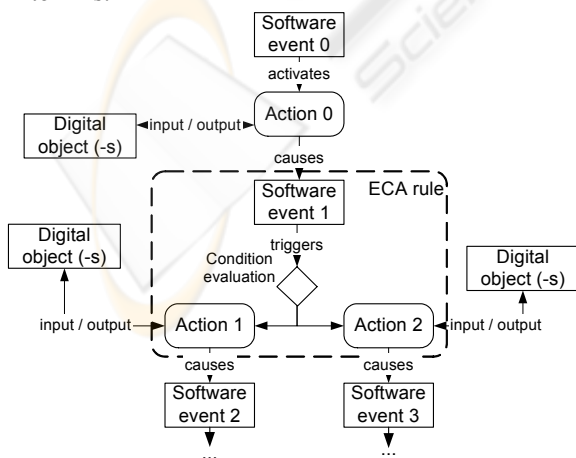 Software
event 0
activates
Action 0
Digital
object (-s)
input / output
causes
ECA rule
Software
event 1
triggers
Condition
evaluation
Digital
object (-s)
Digital
object (-s)
input / output
Action 1
Action 2
input / output
causes
causes
Software
event 2
Software
event 3
...
...